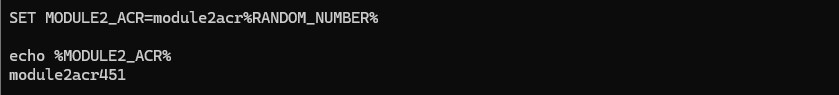 SET MODULE2_ACR=module2acr%RANDOM_NUMBER%
echo %MODULE2_ACR%
module2acr451